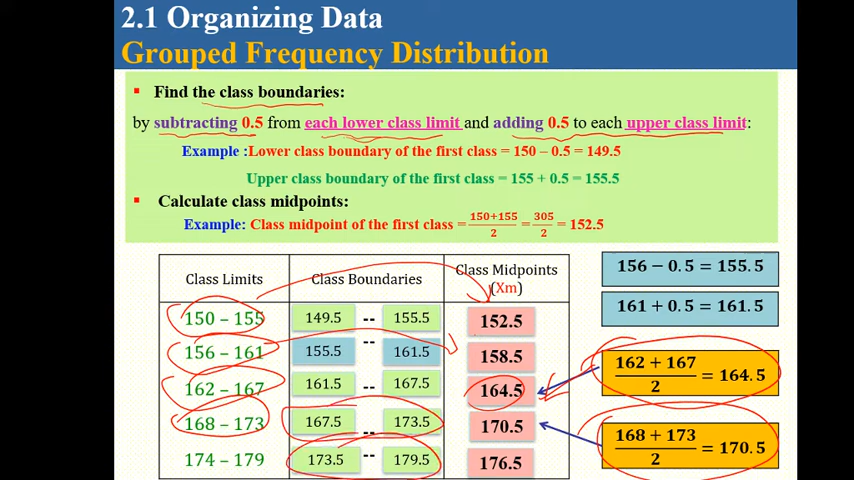 2.1 Organizing Data
Grouped Frequency Distribution
▪ Find the class boundaries:
by subtracting 0.5 from each lower class limit and adding 0.5 to each upper class limit:
Example :Lower class boundary of the first class = 150 – 0.5 = 149.5
Upper class boundary of the first class = 155 + 0.5 = 155.5
▪ Calculate class midpoints:
Example: Class midpoint of the first class = (150+155)/2 = 305/2 = 152.5
Class Limits Class Boundaries Class Midpoints (Xm)
150 – 155 149.5 -- 155.5 152.5
156 – 161 155.5 -- 161.5 158.5
162 – 167 161.5 -- 167.5 164.5
168 – 173 167.5 -- 173.5 170.5
174 – 179 173.5 -- 179.5 176.5
156 – 0.5 = 155.5
161 + 0.5 = 161.5
(162 + 167)/2 = 164.5
(168 + 173)/2 = 170.5